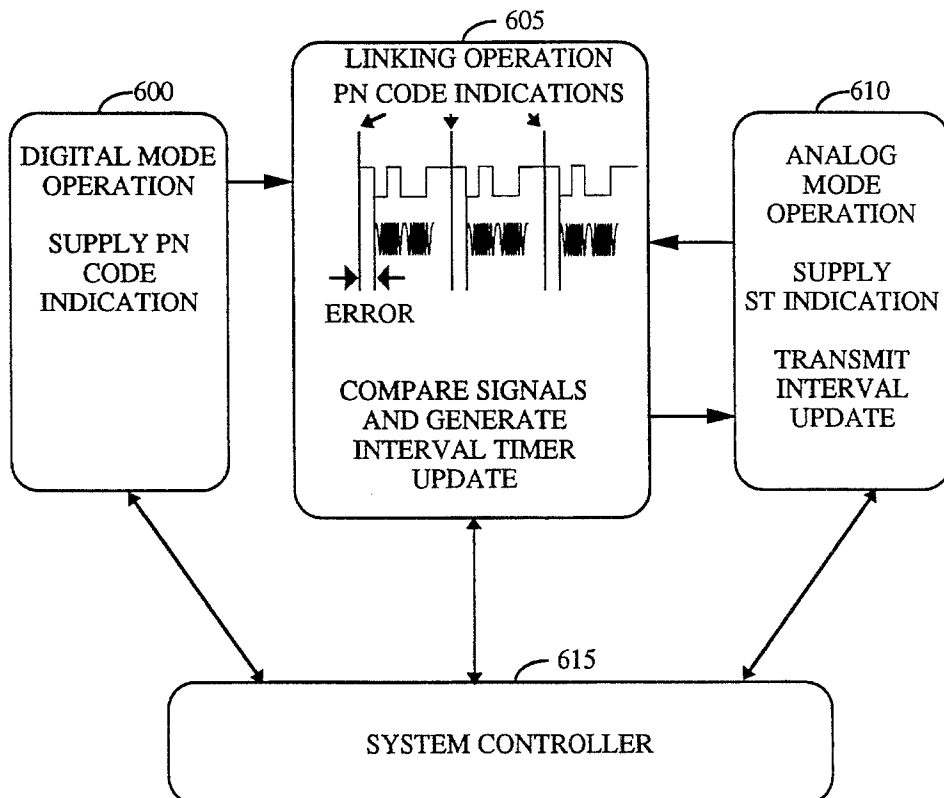 600
DIGITAL MODE
OPERATION
SUPPLY PN
CODE
INDICATION
605
LINKING OPERATION
PN CODE INDICATIONS
ERROR
COMPARE SIGNALS
AND GENERATE
INTERVAL TIMER
UPDATE
610
ANALOG
MODE
OPERATION
SUPPLY
ST INDICATION
TRANSMIT
INTERVAL
UPDATE
615
SYSTEM CONTROLLER